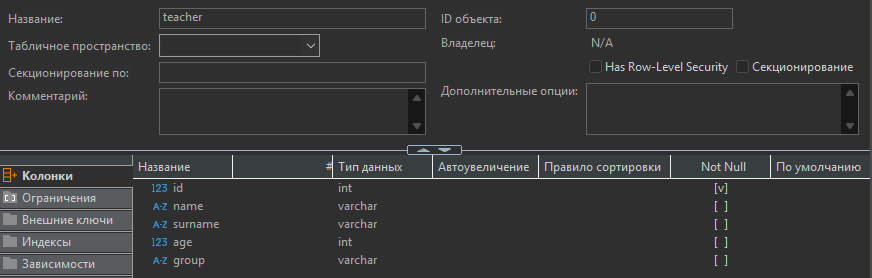 Название: teacher ID объекта: 0
Табличное пространство: Владелец: N/A
Секционирование по: Has Row-Level Security Секционирование
Комментарий: Дополнительные опции:
Колонки
Ограничения
Внешние ключи
Индексы
Зависимости
Название # Тип данных Автоувеличение Правило сортировки Not Null По умолчанию
123 id int [v]
A-Z name varchar [ ]
A-Z surname varchar [ ]
123 age int [ ]
A-Z group varchar [ ]